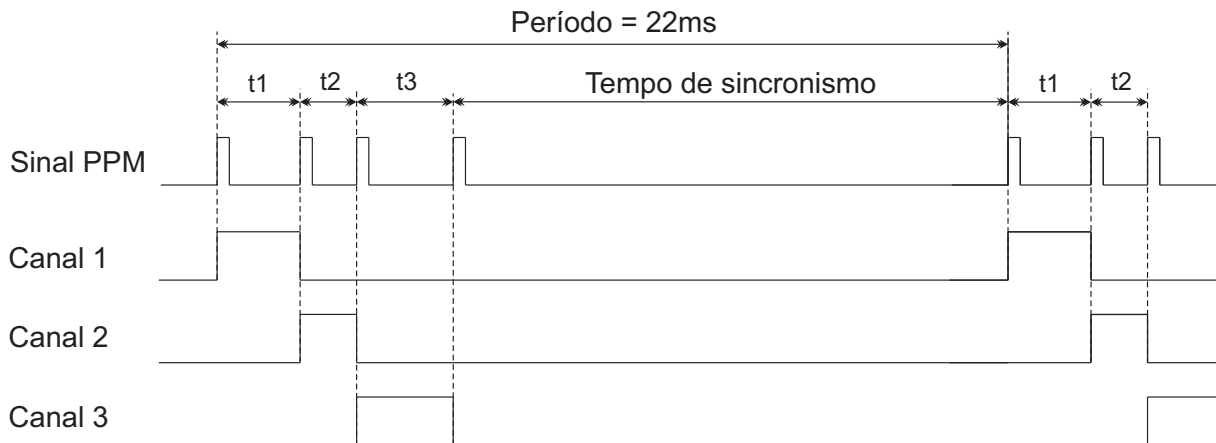 Período = 22ms
t1 t2 t3 Tempo de sincronismo t1 t2
Sinal PPM
Canal 1
Canal 2
Canal 3